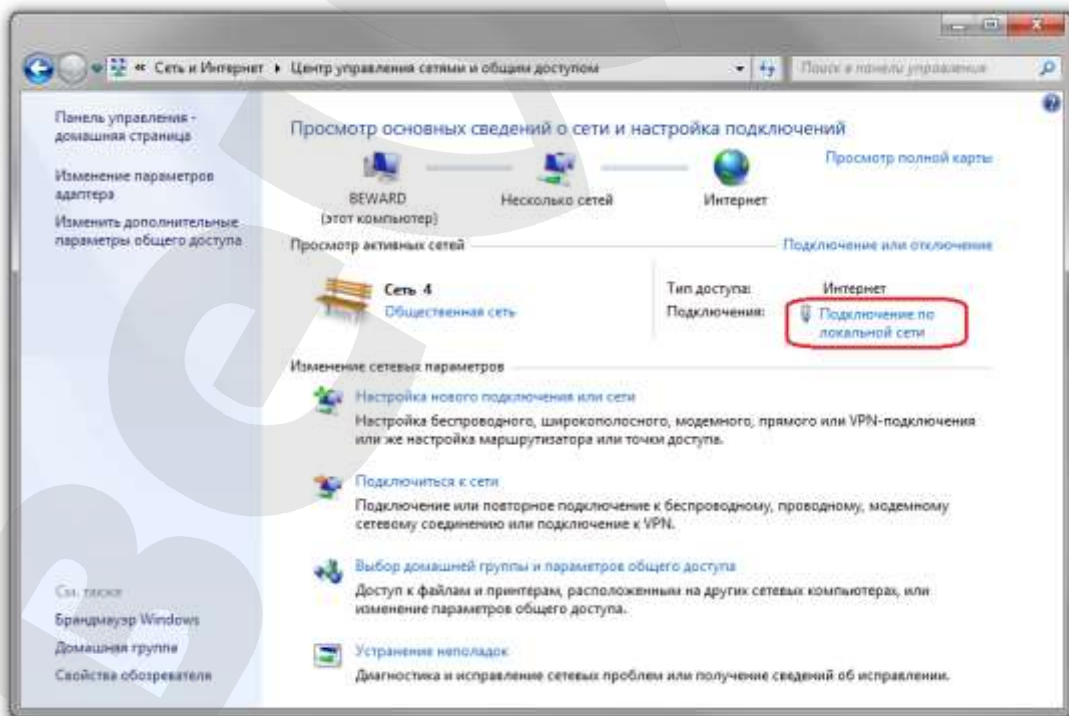 « Сеть и Интернет ▸ Центр управления сетями и общим доступом
Поиск в панели управления
Панель управления -
домашняя страница
Изменение параметров
адаптера
Изменить дополнительные
параметры общего доступа
Просмотр основных сведений о сети и настройка подключений
Просмотр полной карты
BEWARD
(этот компьютер)
Несколько сетей
Интернет
Просмотр активных сетей
Подключение или отключение
Сеть 4
Общественная сеть
Тип доступа: Интернет
Подключения: Подключение по
локальной сети
Изменение сетевых параметров
Настройка нового подключения или сети
Настройка беспроводного, широкополосного, модемного, прямого или VPN-подключения
или же настройка маршрутизатора или точки доступа.
Подключиться к сети
Подключение или повторное подключение к беспроводному, проводному, модемному
сетевому соединению или подключение к VPN.
Выбор домашней группы и параметров общего доступа
Доступ к файлам и принтерам, расположенным на других сетевых компьютерах, или
изменение параметров общего доступа.
Устранение неполадок
Диагностика и исправление сетевых проблем или получение сведений об исправлении.
См. также
Брандмауэр Windows
Домашняя группа
Свойства обозревателя